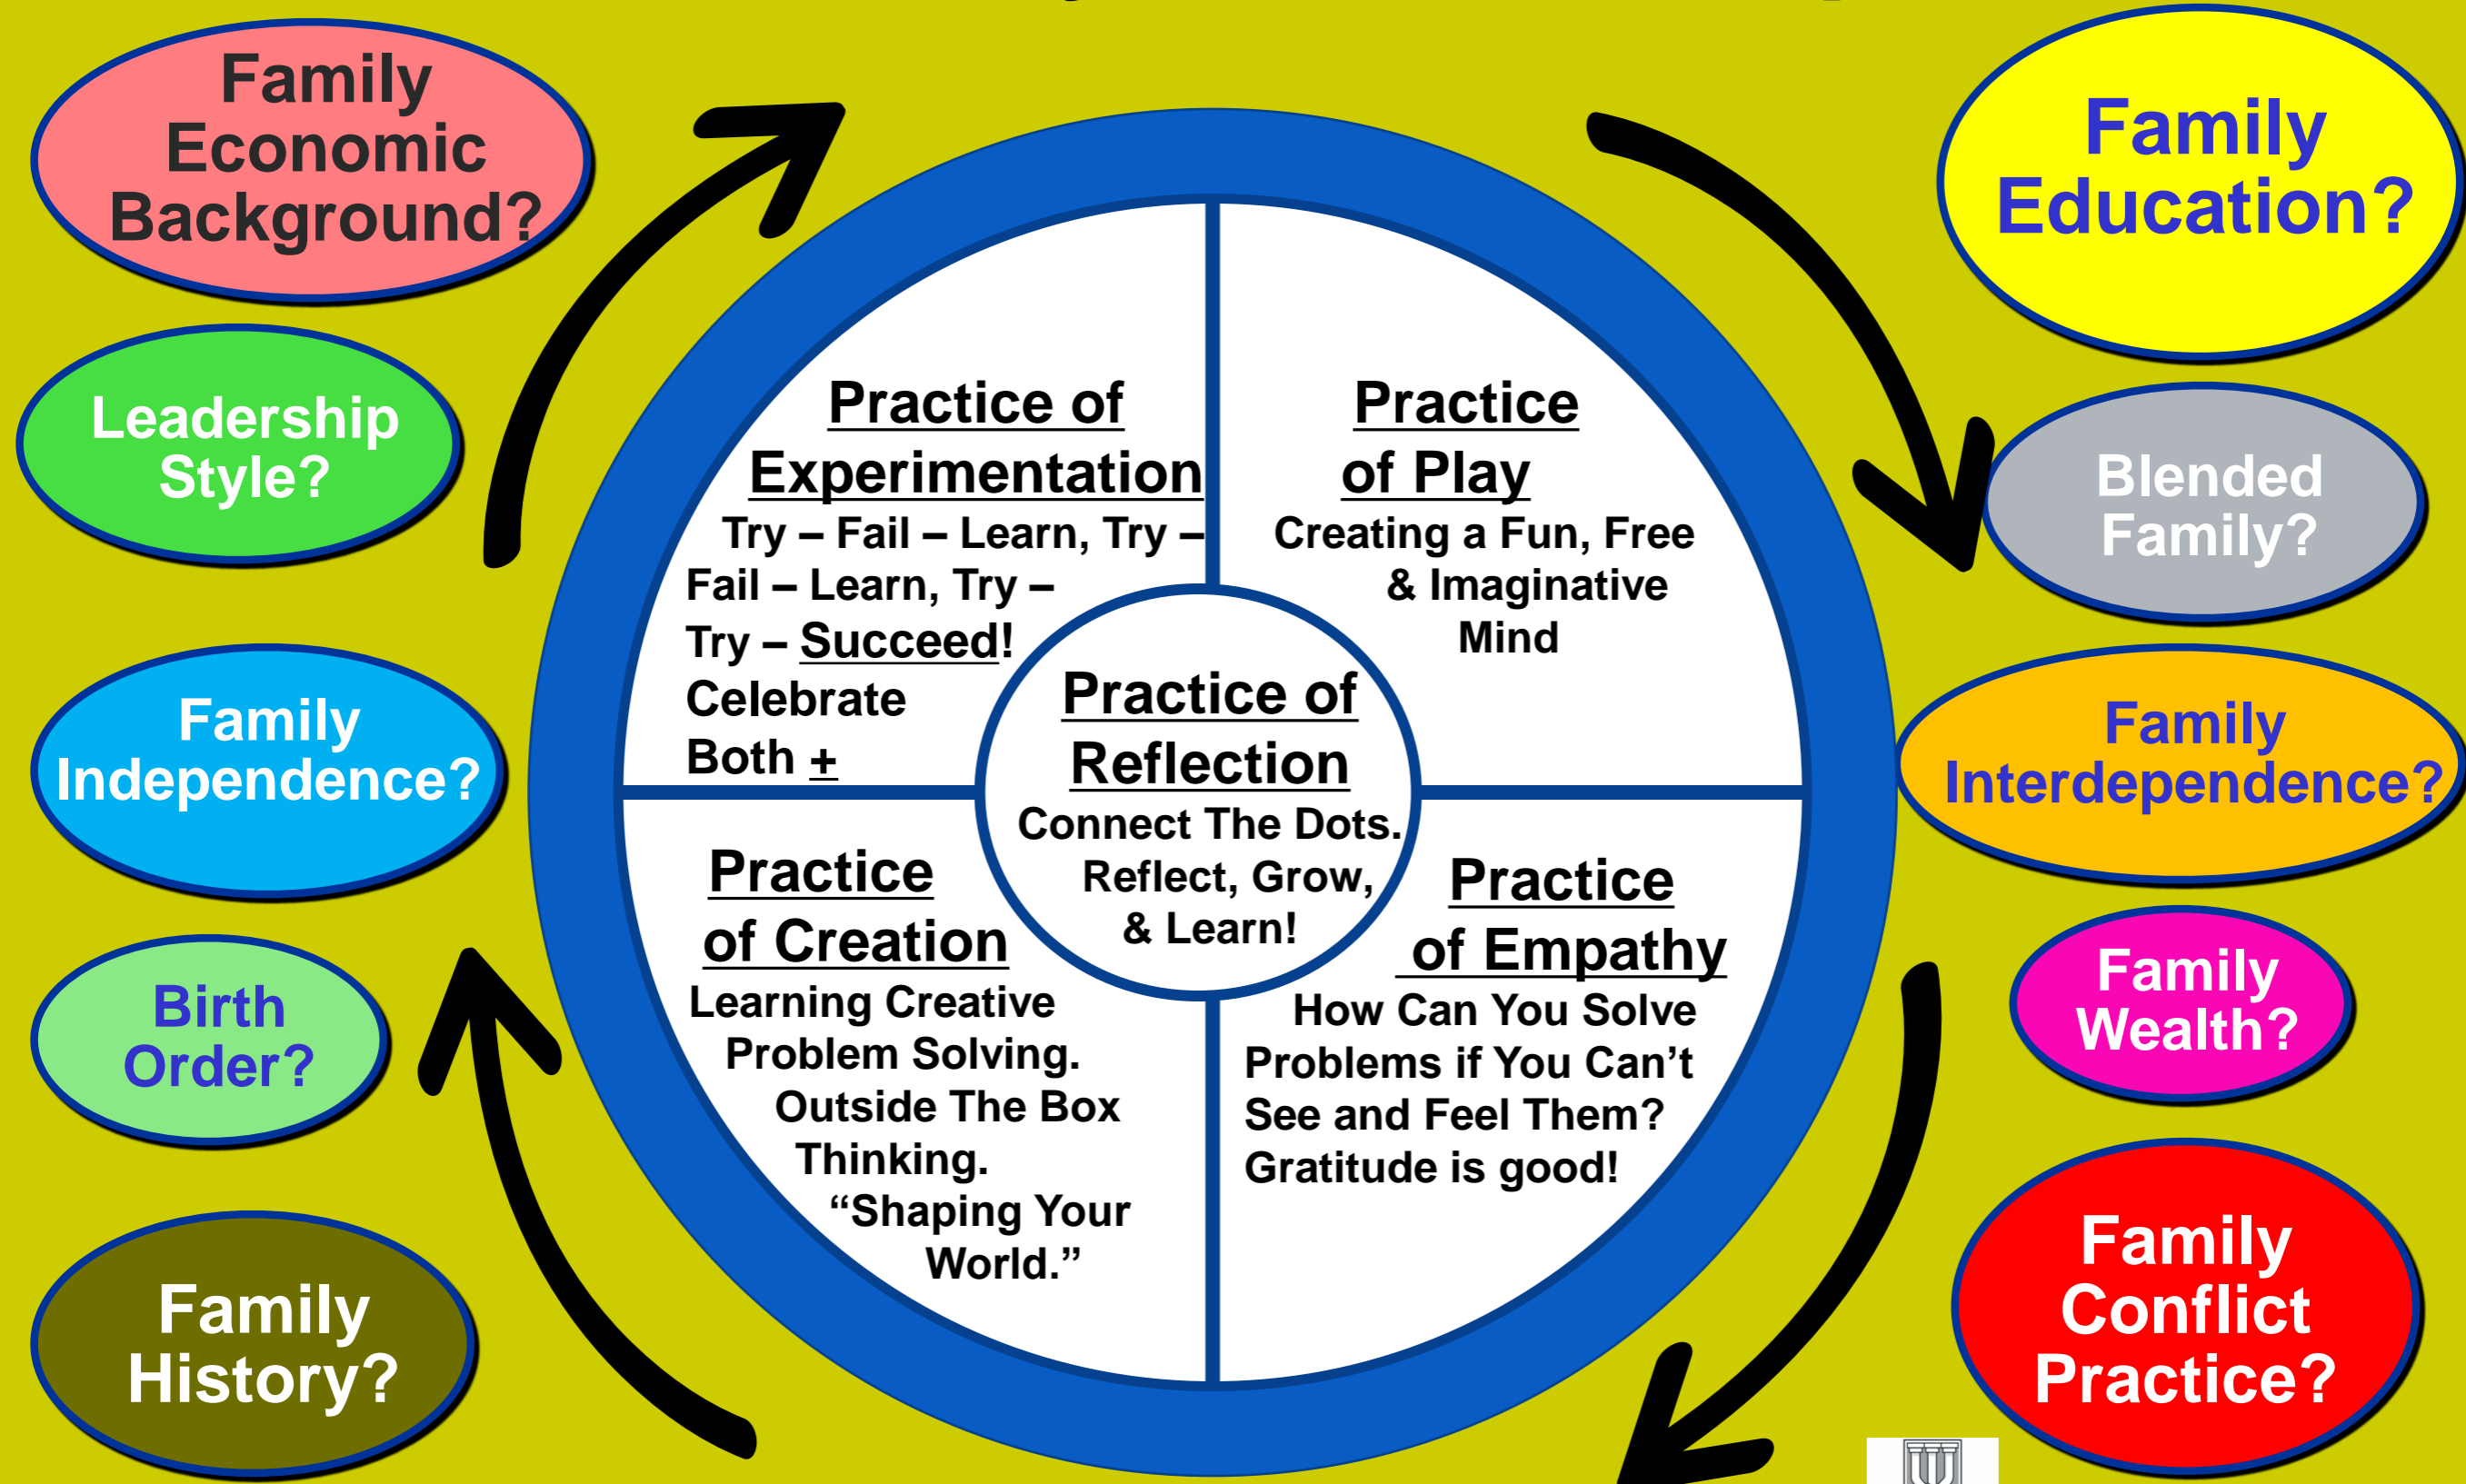 Family
Economic
Background?
Leadership
Style?
Family
Independence?
Birth
Order?
Family
History?
Practice of
Experimentation
Try – Fail – Learn, Try –
Fail – Learn, Try –
Try – Succeed!
Celebrate
Both +
Practice
of Play
Creating a Fun, Free
& Imaginative
Mind
Practice of
Reflection
Connect The Dots.
Reflect, Grow,
& Learn!
Practice
of Creation
Learning Creative
Problem Solving.
Outside The Box
Thinking.
“Shaping Your
World.”
Practice
of Empathy
How Can You Solve
Problems if You Can’t
See and Feel Them?
Gratitude is good!
Family
Education?
Blended
Family?
Family
Interdependence?
Family
Wealth?
Family
Conflict
Practice?